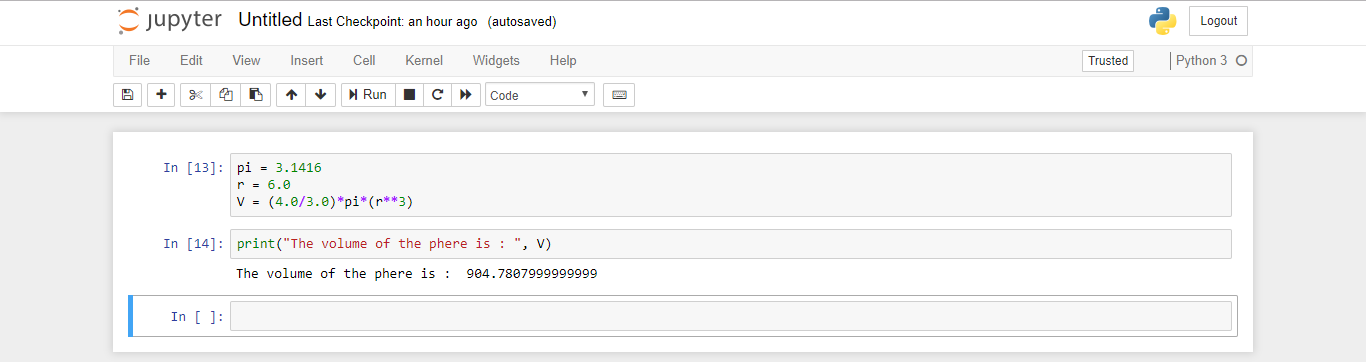 jupyter Untitled Last Checkpoint: an hour ago (autosaved) Logout
File Edit View Insert Cell Kernel Widgets Help Trusted Python 3
Run Code
In [13]: pi = 3.1416
r = 6.0
V = (4.0/3.0)*pi*(r**3)
In [14]: print("The volume of the phere is : ", V)
The volume of the phere is :  904.7807999999999
In [ ]: